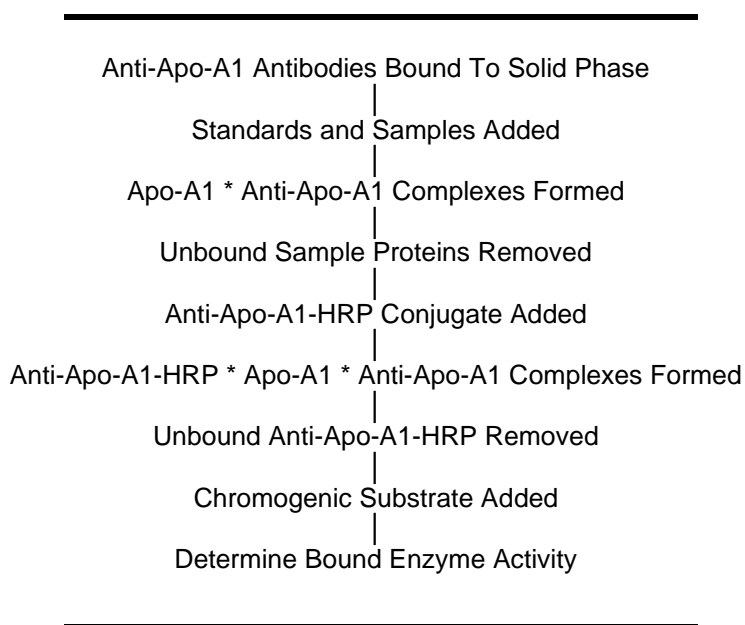 Anti-Apo-A1 Antibodies Bound To Solid Phase
Standards and Samples Added
Apo-A1 * Anti-Apo-A1 Complexes Formed
Unbound Sample Proteins Removed
Anti-Apo-A1-HRP Conjugate Added
Anti-Apo-A1-HRP * Apo-A1 * Anti-Apo-A1 Complexes Formed
Unbound Anti-Apo-A1-HRP Removed
Chromogenic Substrate Added
Determine Bound Enzyme Activity